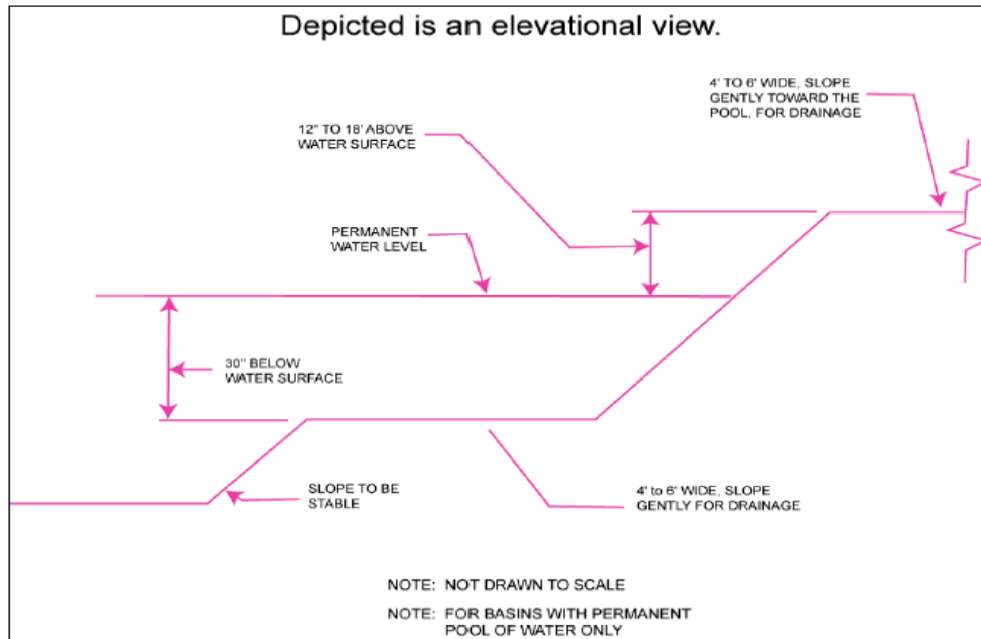 Depicted is an elevational view.
4' TO 6' WIDE, SLOPE
GENTLY TOWARD THE
POOL, FOR DRAINAGE
12" TO 18' ABOVE
WATER SURFACE
PERMANENT
WATER LEVEL
30" BELOW
WATER SURFACE
SLOPE TO BE
STABLE
4' to 6' WIDE, SLOPE
GENTLY FOR DRAINAGE
NOTE: NOT DRAWN TO SCALE
NOTE: FOR BASINS WITH PERMANENT
POOL OF WATER ONLY